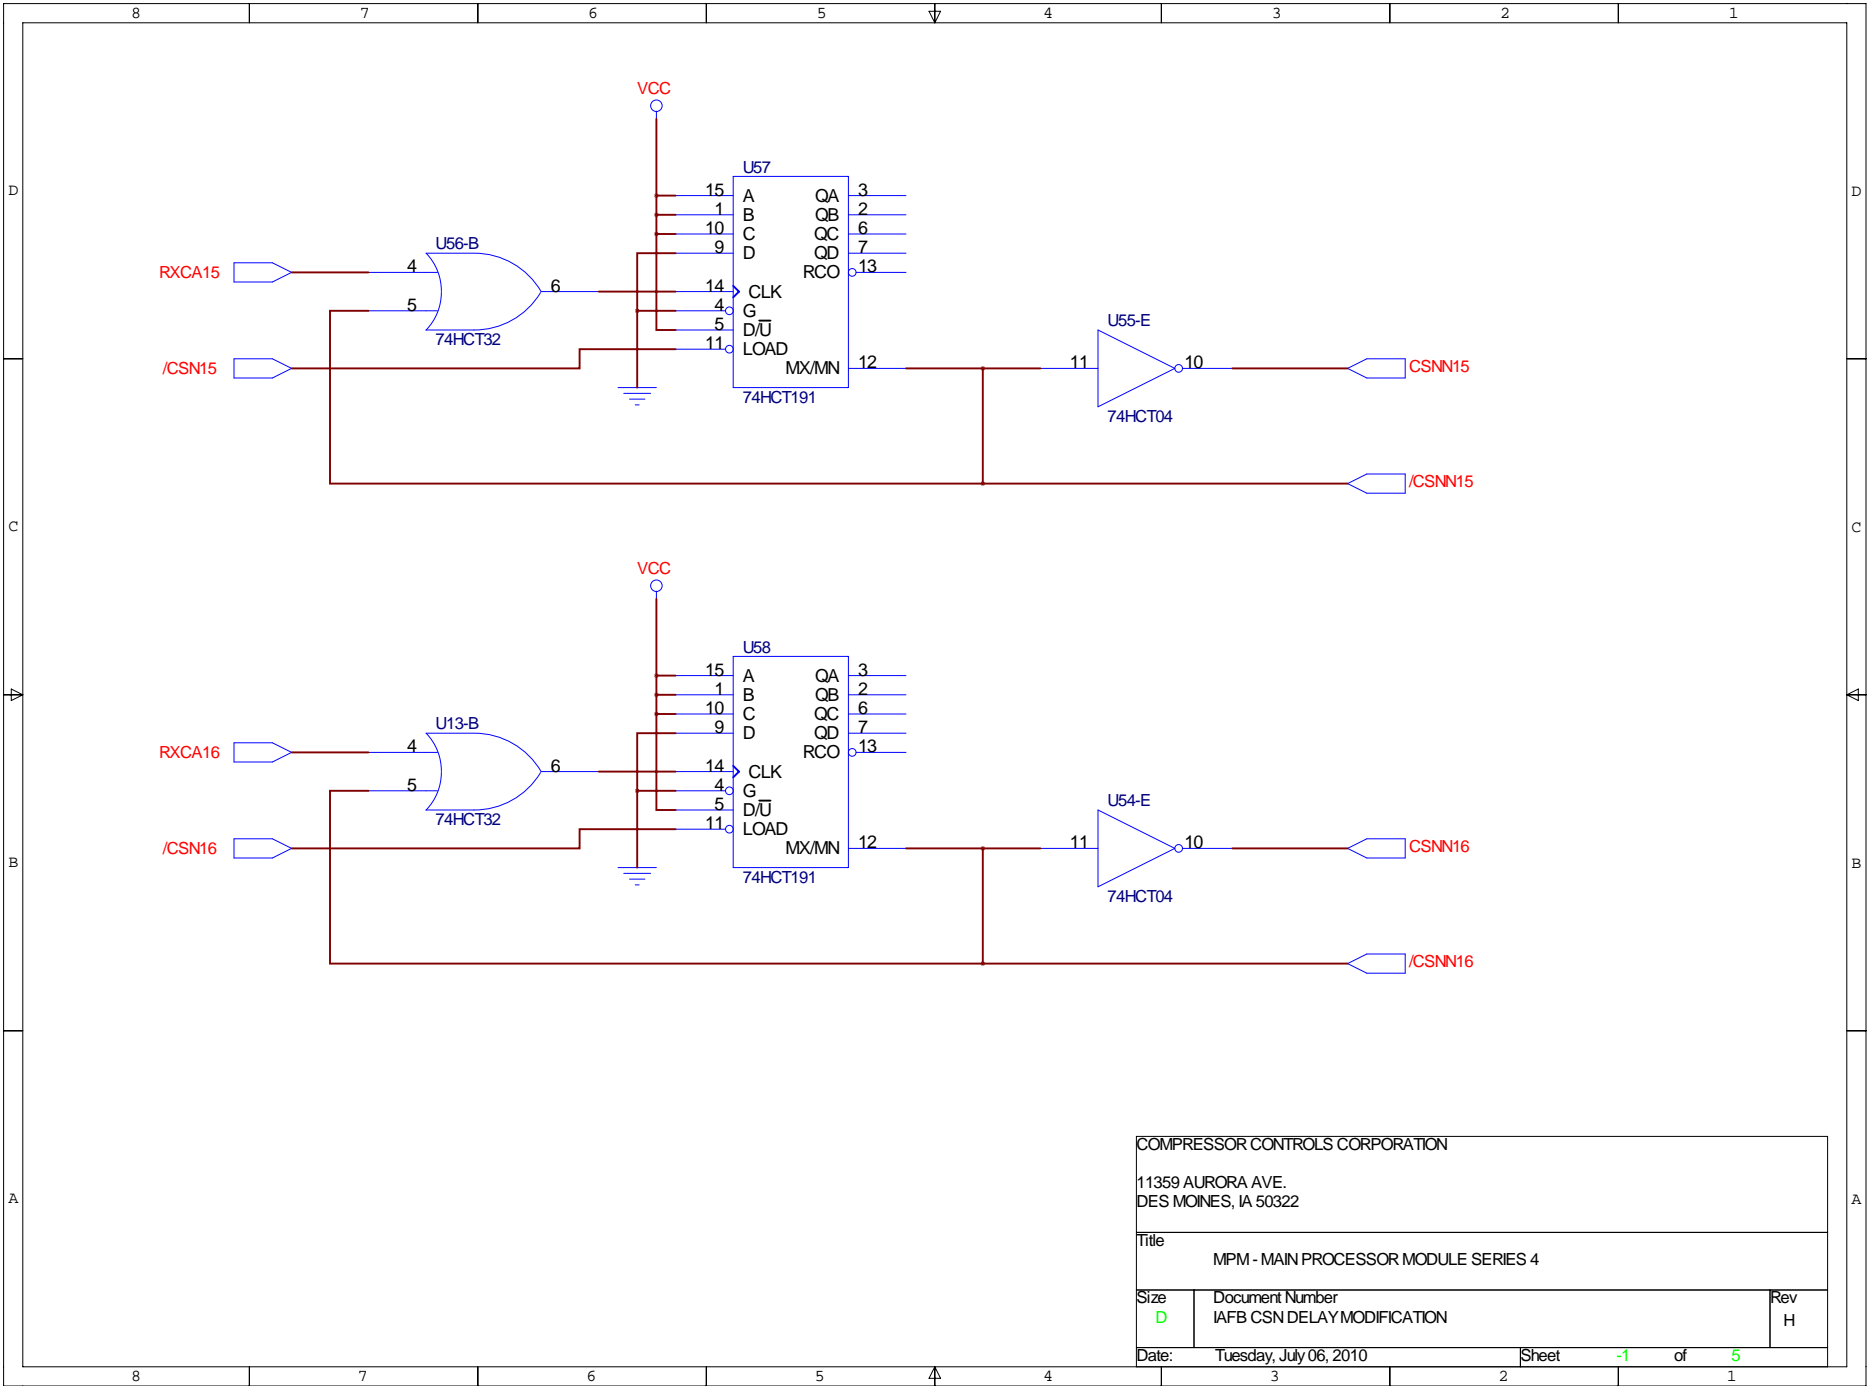 8 7 6 5 4 3 2 1
D D
C C
B B
A A
VCC
U57
15 A QA 3
1 B QB 2
10 C QC 6
9 D QD 7
RCO 13
14 CLK
4 G
5 D/U̅
11 LOAD
MX/MN 12
74HCT191
U56-B
RXCA15 4
6
5
74HCT32
/CSN15
U55-E
11 10 CSNN15
74HCT04
/CSNN15
VCC
U58
15 A QA 3
1 B QB 2
10 C QC 6
9 D QD 7
RCO 13
14 CLK
4 G
5 D/U̅
11 LOAD
MX/MN 12
74HCT191
U13-B
RXCA16 4
6
5
74HCT32
/CSN16
U54-E
11 10 CSNN16
74HCT04
/CSNN16
COMPRESSOR CONTROLS CORPORATION
11359 AURORA AVE.
DES MOINES, IA 50322
Title
MPM - MAIN PROCESSOR MODULE SERIES 4
Size Document Number Rev
D IAFB CSN DELAY MODIFICATION H
Date: Tuesday, July 06, 2010 Sheet -1 of 5
8 7 6 5 4 3 2 1